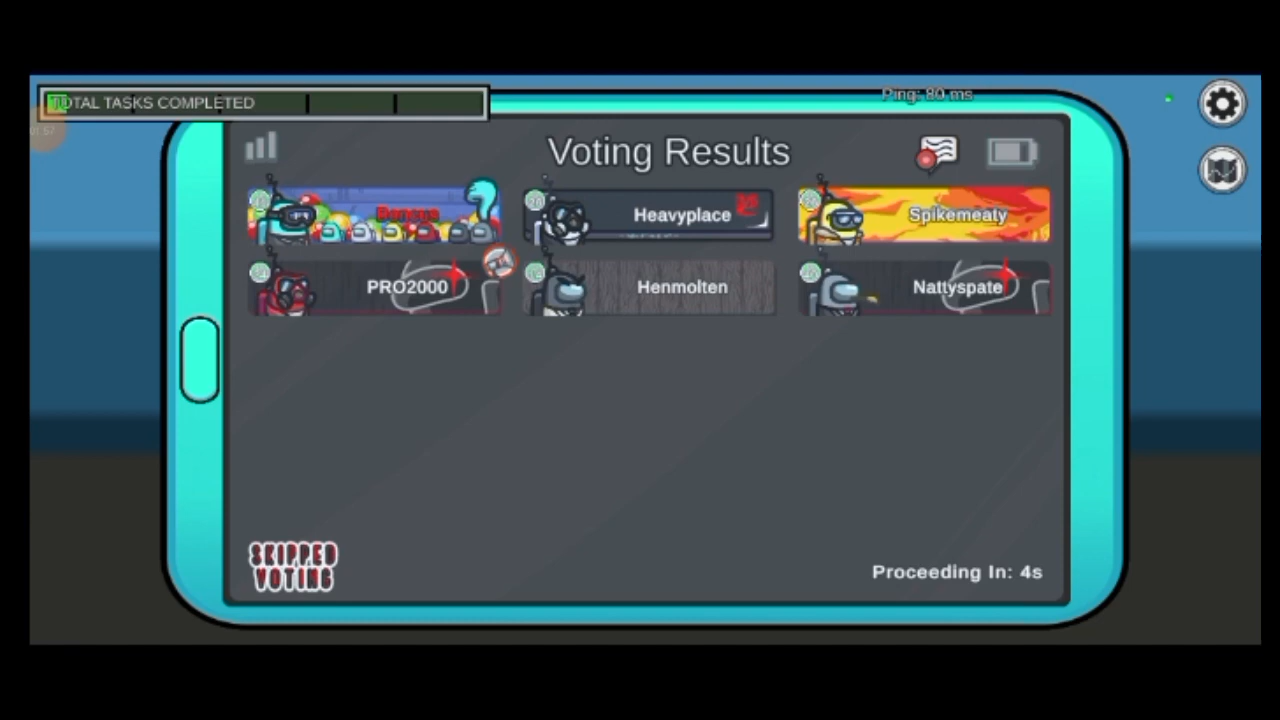 TOTAL TASKS COMPLETED
Ping: 80 ms
Voting Results
Heavyplace
Spikemeaty
PRO2000
Henmolten
Nattyspate
SKIPPED
VOTING
Proceeding In: 4s